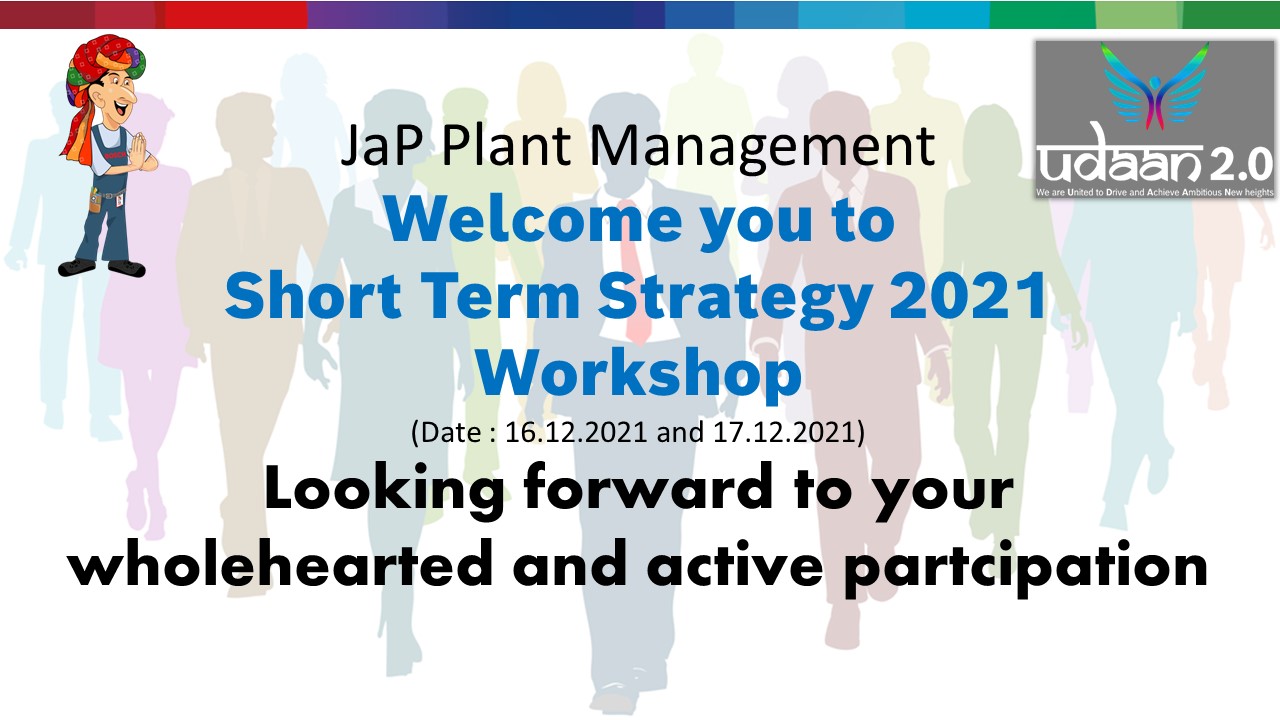 JaP Plant Management
Welcome you to
Short Term Strategy 2021
Workshop
(Date : 16.12.2021 and 17.12.2021)
Looking forward to your
wholehearted and active partcipation
udaan 2.0
We are United to Drive and Achieve Ambitious New heights
BOSCH